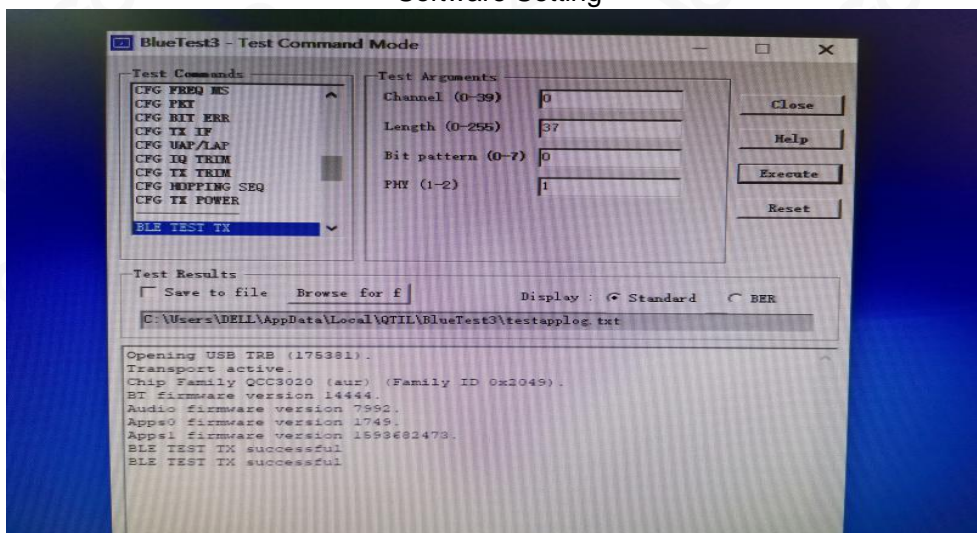 Software Setting
BlueTest3 - Test Command Mode
Test Commands
CFG FREQ MS
CFG PKT
CFG BIT ERR
CFG TX IF
CFG UAP/LAP
CFG IQ TRIM
CFG TX TRIM
CFG HOPPING SEQ
CFG TX POWER
BLE TEST TX
Test Arguments
Channel (0-39) 0
Length (0-255) 37
Bit pattern (0-7) 0
PHY (1-2) 1
Close
Help
Execute
Reset
Test Results
Save to file Browse for f Display : Standard BER
C:\Users\DELL\AppData\Local\QTIL\BlueTest3\testapplog.txt
Opening USB TRB (175381).
Transport active.
Chip Family QCC3020 (aur) (Family ID 0x2049).
BT firmware version 14444.
Audio firmware version 7992.
Apps0 firmware version 1749.
Apps1 firmware version 1593682473.
BLE TEST TX successful
BLE TEST TX successful